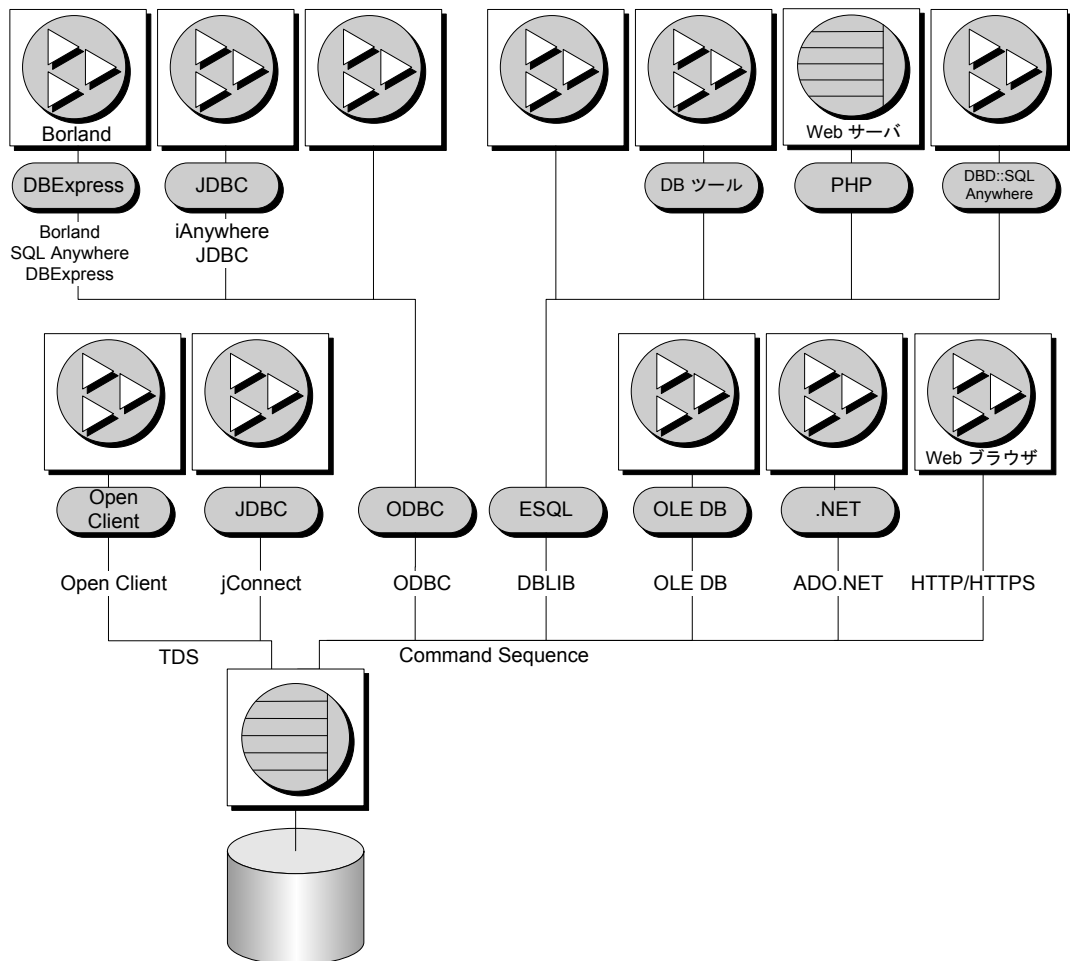 Borland
Web サーバ
DBExpress
JDBC
DB ツール
PHP
DBD::SQL
Anywhere
Borland
SQL Anywhere
DBExpress
iAnywhere
JDBC
Web ブラウザ
Open
Client
JDBC
ODBC
ESQL
OLE DB
.NET
Open Client
jConnect
ODBC
DBLIB
OLE DB
ADO.NET
HTTP/HTTPS
TDS
Command Sequence